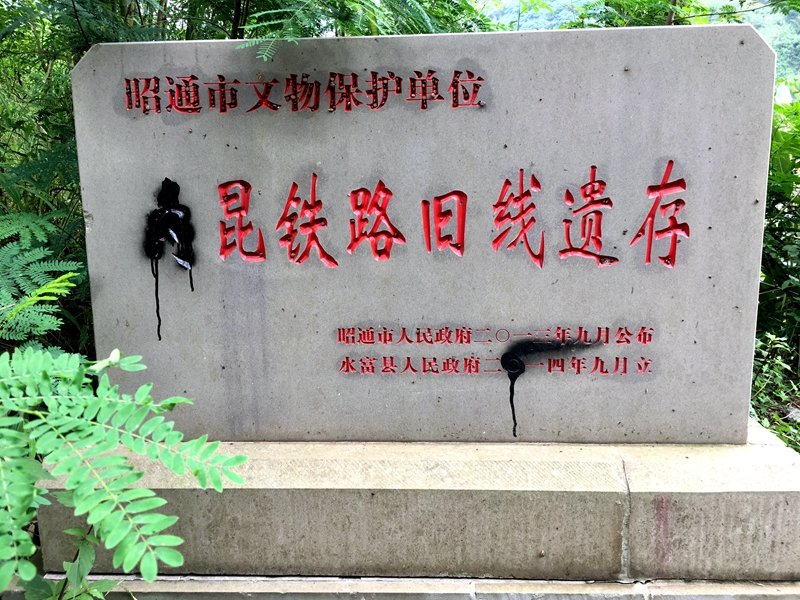 昭通市文物保护单位
昆铁路旧线遗存
昭通市人民政府二〇一三年九月公布
水富县人民政府二一四年九月立